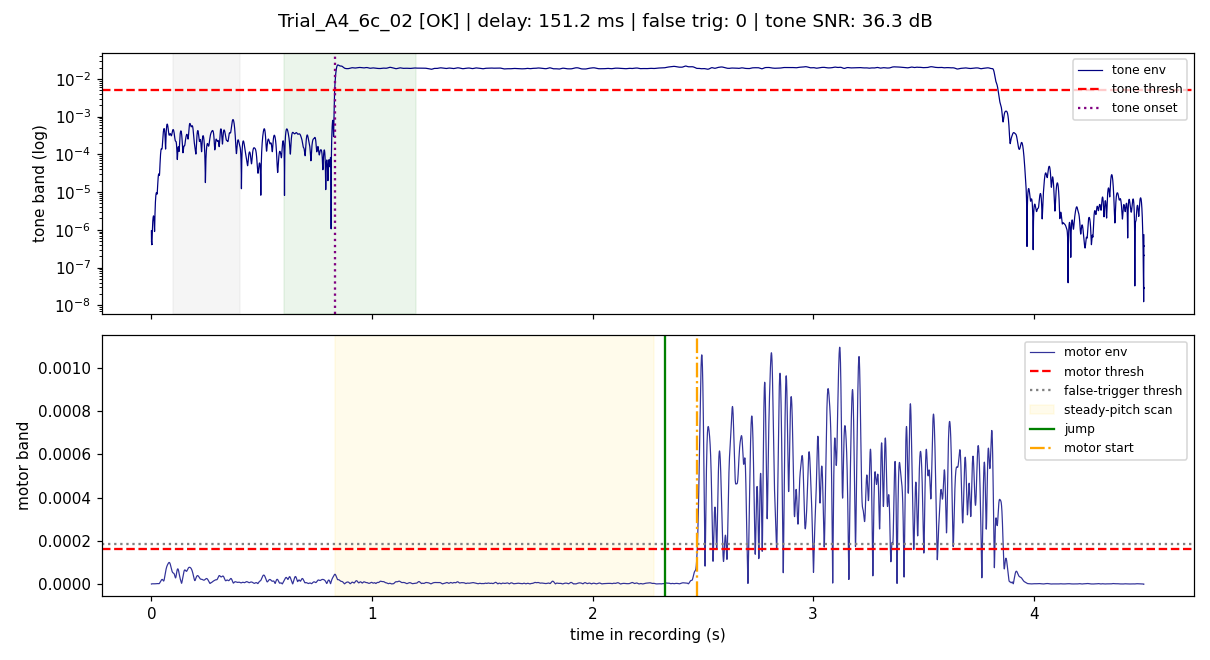 Trial_A4_6c_02 [OK] | delay: 151.2 ms | false trig: 0 | tone SNR: 36.3 dB
tone band (log)
10⁻²
10⁻³
10⁻⁴
10⁻⁵
10⁻⁶
10⁻⁷
10⁻⁸
tone env
tone thresh
tone onset
motor band
0.0010
0.0008
0.0006
0.0004
0.0002
0.0000
motor env
motor thresh
false-trigger thresh
steady-pitch scan
jump
motor start
0 1 2 3 4
time in recording (s)